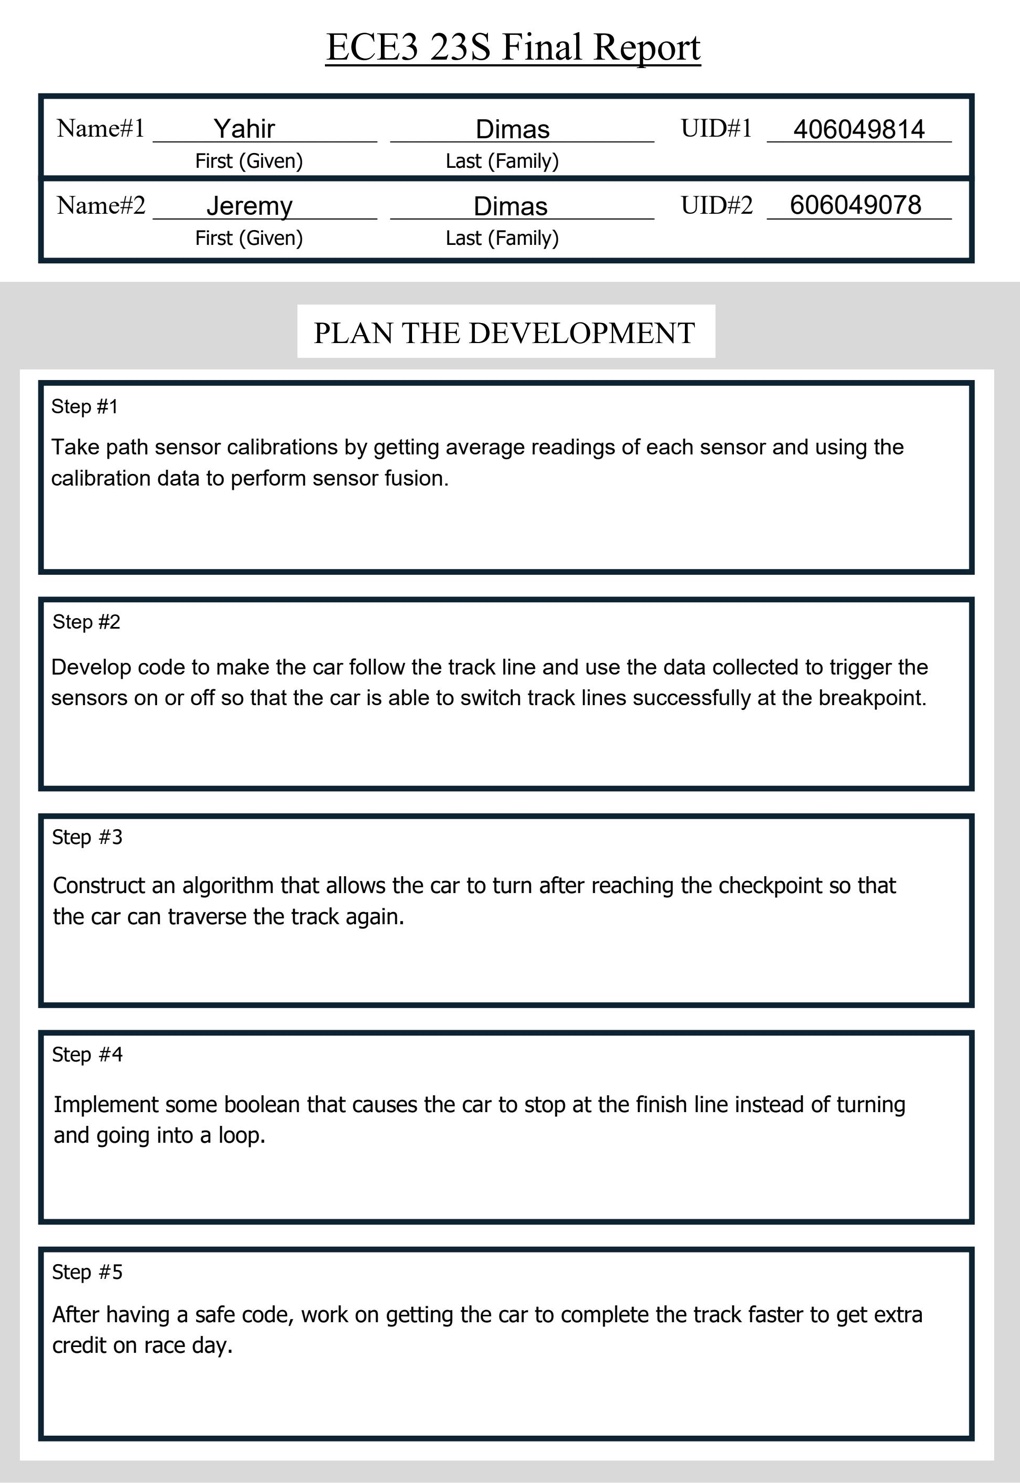 ECE3 23S Final Report
Name#1 Yahir Dimas UID#1 406049814
First (Given) Last (Family)
Name#2 Jeremy Dimas UID#2 606049078
First (Given) Last (Family)
PLAN THE DEVELOPMENT
Step #1
Take path sensor calibrations by getting average readings of each sensor and using the
calibration data to perform sensor fusion.
Step #2
Develop code to make the car follow the track line and use the data collected to trigger the
sensors on or off so that the car is able to switch track lines successfully at the breakpoint.
Step #3
Construct an algorithm that allows the car to turn after reaching the checkpoint so that
the car can traverse the track again.
Step #4
Implement some boolean that causes the car to stop at the finish line instead of turning
and going into a loop.
Step #5
After having a safe code, work on getting the car to complete the track faster to get extra
credit on race day.